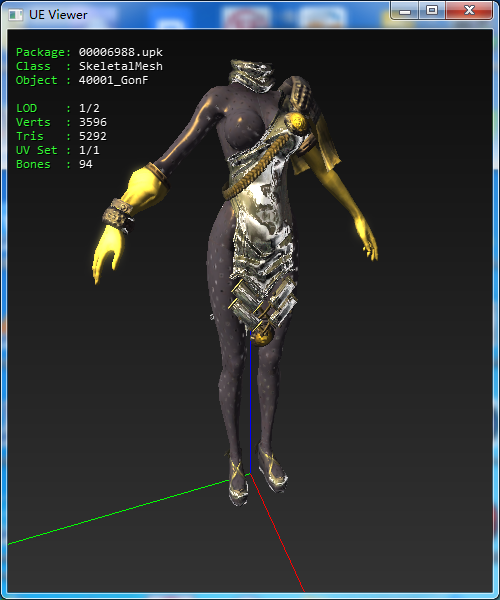 UE Viewer
Package: 00006988.upk
Class : SkeletalMesh
Object : 40001_GonF
LOD : 1/2
Verts : 3596
Tris : 5292
UV Set : 1/1
Bones : 94